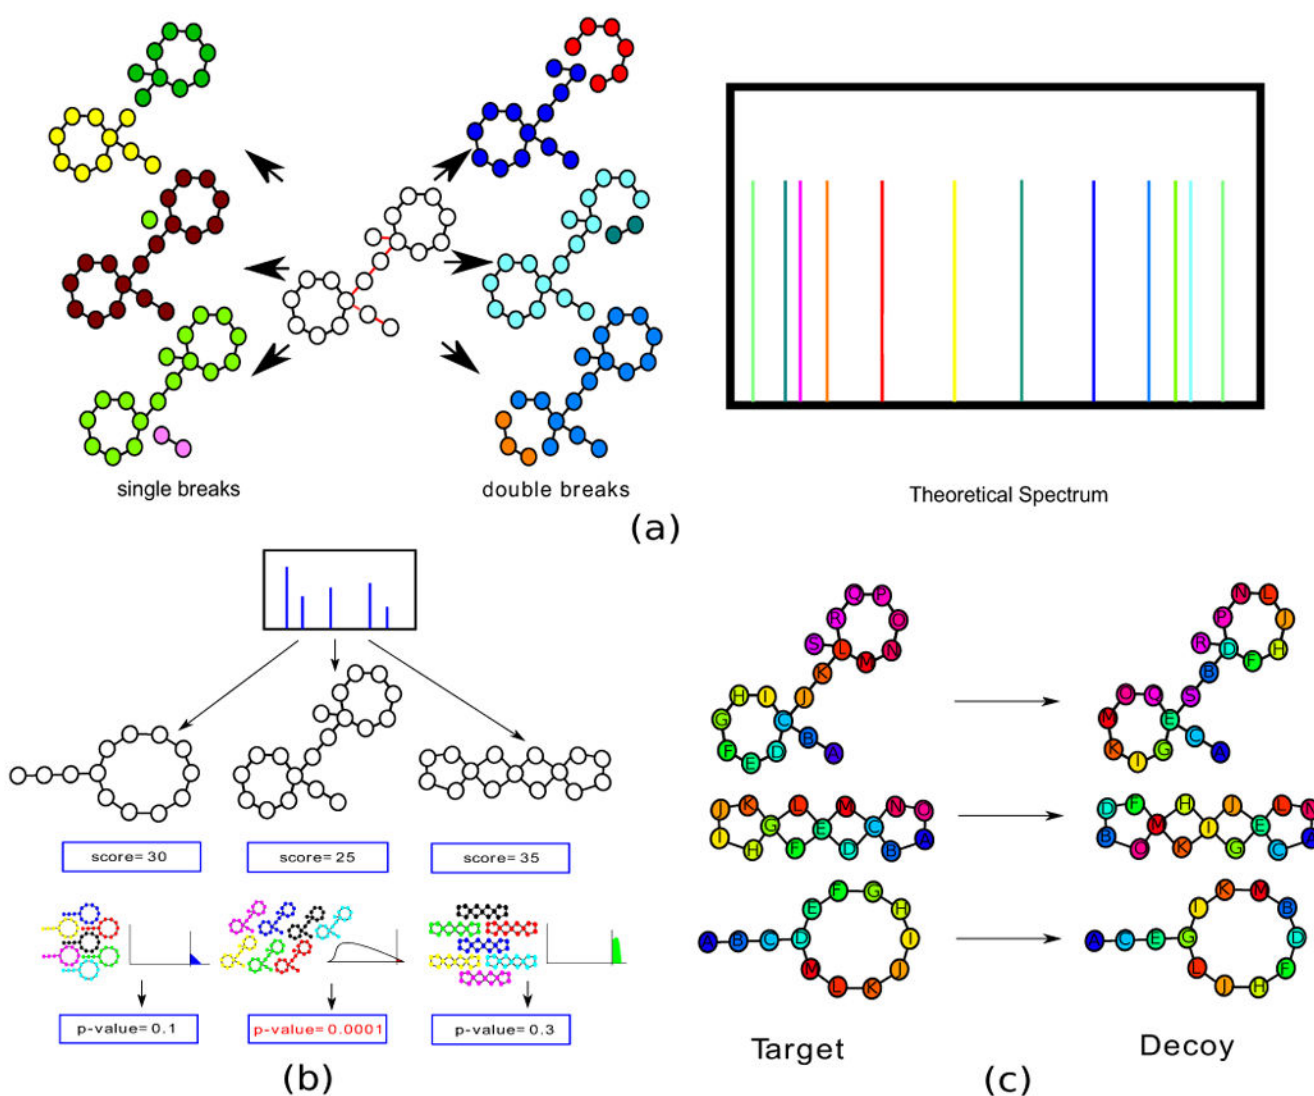 single breaks
double breaks
Theoretical Spectrum
(a)
score= 30
score= 25
score= 35
p-value= 0.1
p-value= 0.0001
p-value= 0.3
(b)
Q P
R O
S L M N
K
H I J
G C B
F E D A
N L
P J
R D F H
B
O Q S
M E C
K I G A
J K L M N O
G E C
I H F D B A
D F H J L N
M I E
B O K G C A
F G
E H
A B C D I
M J
L K
K M
I B
A C E G D
L F
J H
Target
Decoy
(c)